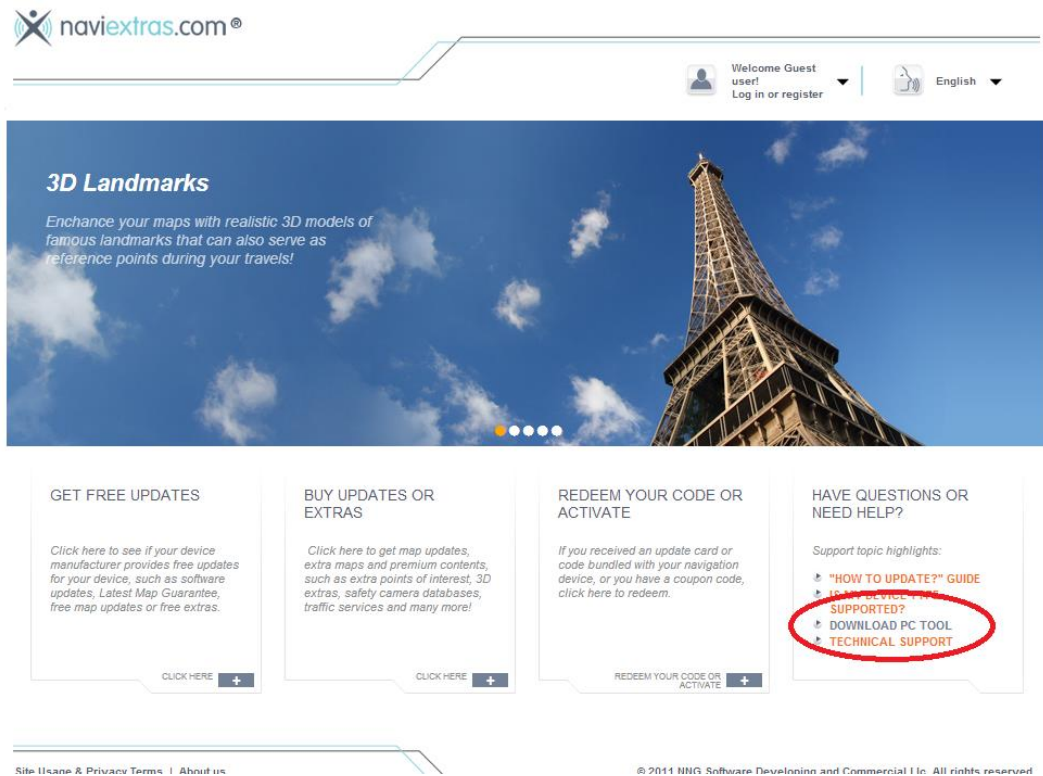 naviextras.com®
Welcome Guest
user!
Log in or register
English
3D Landmarks
Enchance your maps with realistic 3D models of
famous landmarks that can also serve as
reference points during your travels!
GET FREE UPDATES
Click here to see if your device
manufacturer provides free updates
for your device, such as software
updates, Latest Map Guarantee,
free map updates or free extras.
CLICK HERE +
BUY UPDATES OR
EXTRAS
Click here to get map updates,
extra maps and premium contents,
such as extra points of interest, 3D
extras, safety camera databases,
traffic services and many more!
CLICK HERE +
REDEEM YOUR CODE OR
ACTIVATE
If you received an update card or
code bundled with your navigation
device, or you have a coupon code,
click here to redeem.
REDEEM YOUR CODE OR
ACTIVATE +
HAVE QUESTIONS OR
NEED HELP?
Support topic highlights:
"HOW TO UPDATE?" GUIDE
IS MY DEVICE TYPE
SUPPORTED?
DOWNLOAD PC TOOL
TECHNICAL SUPPORT
Site Usage & Privacy Terms | About us
© 2011 NNG Software Developing and Commercial Llc. All rights reserved